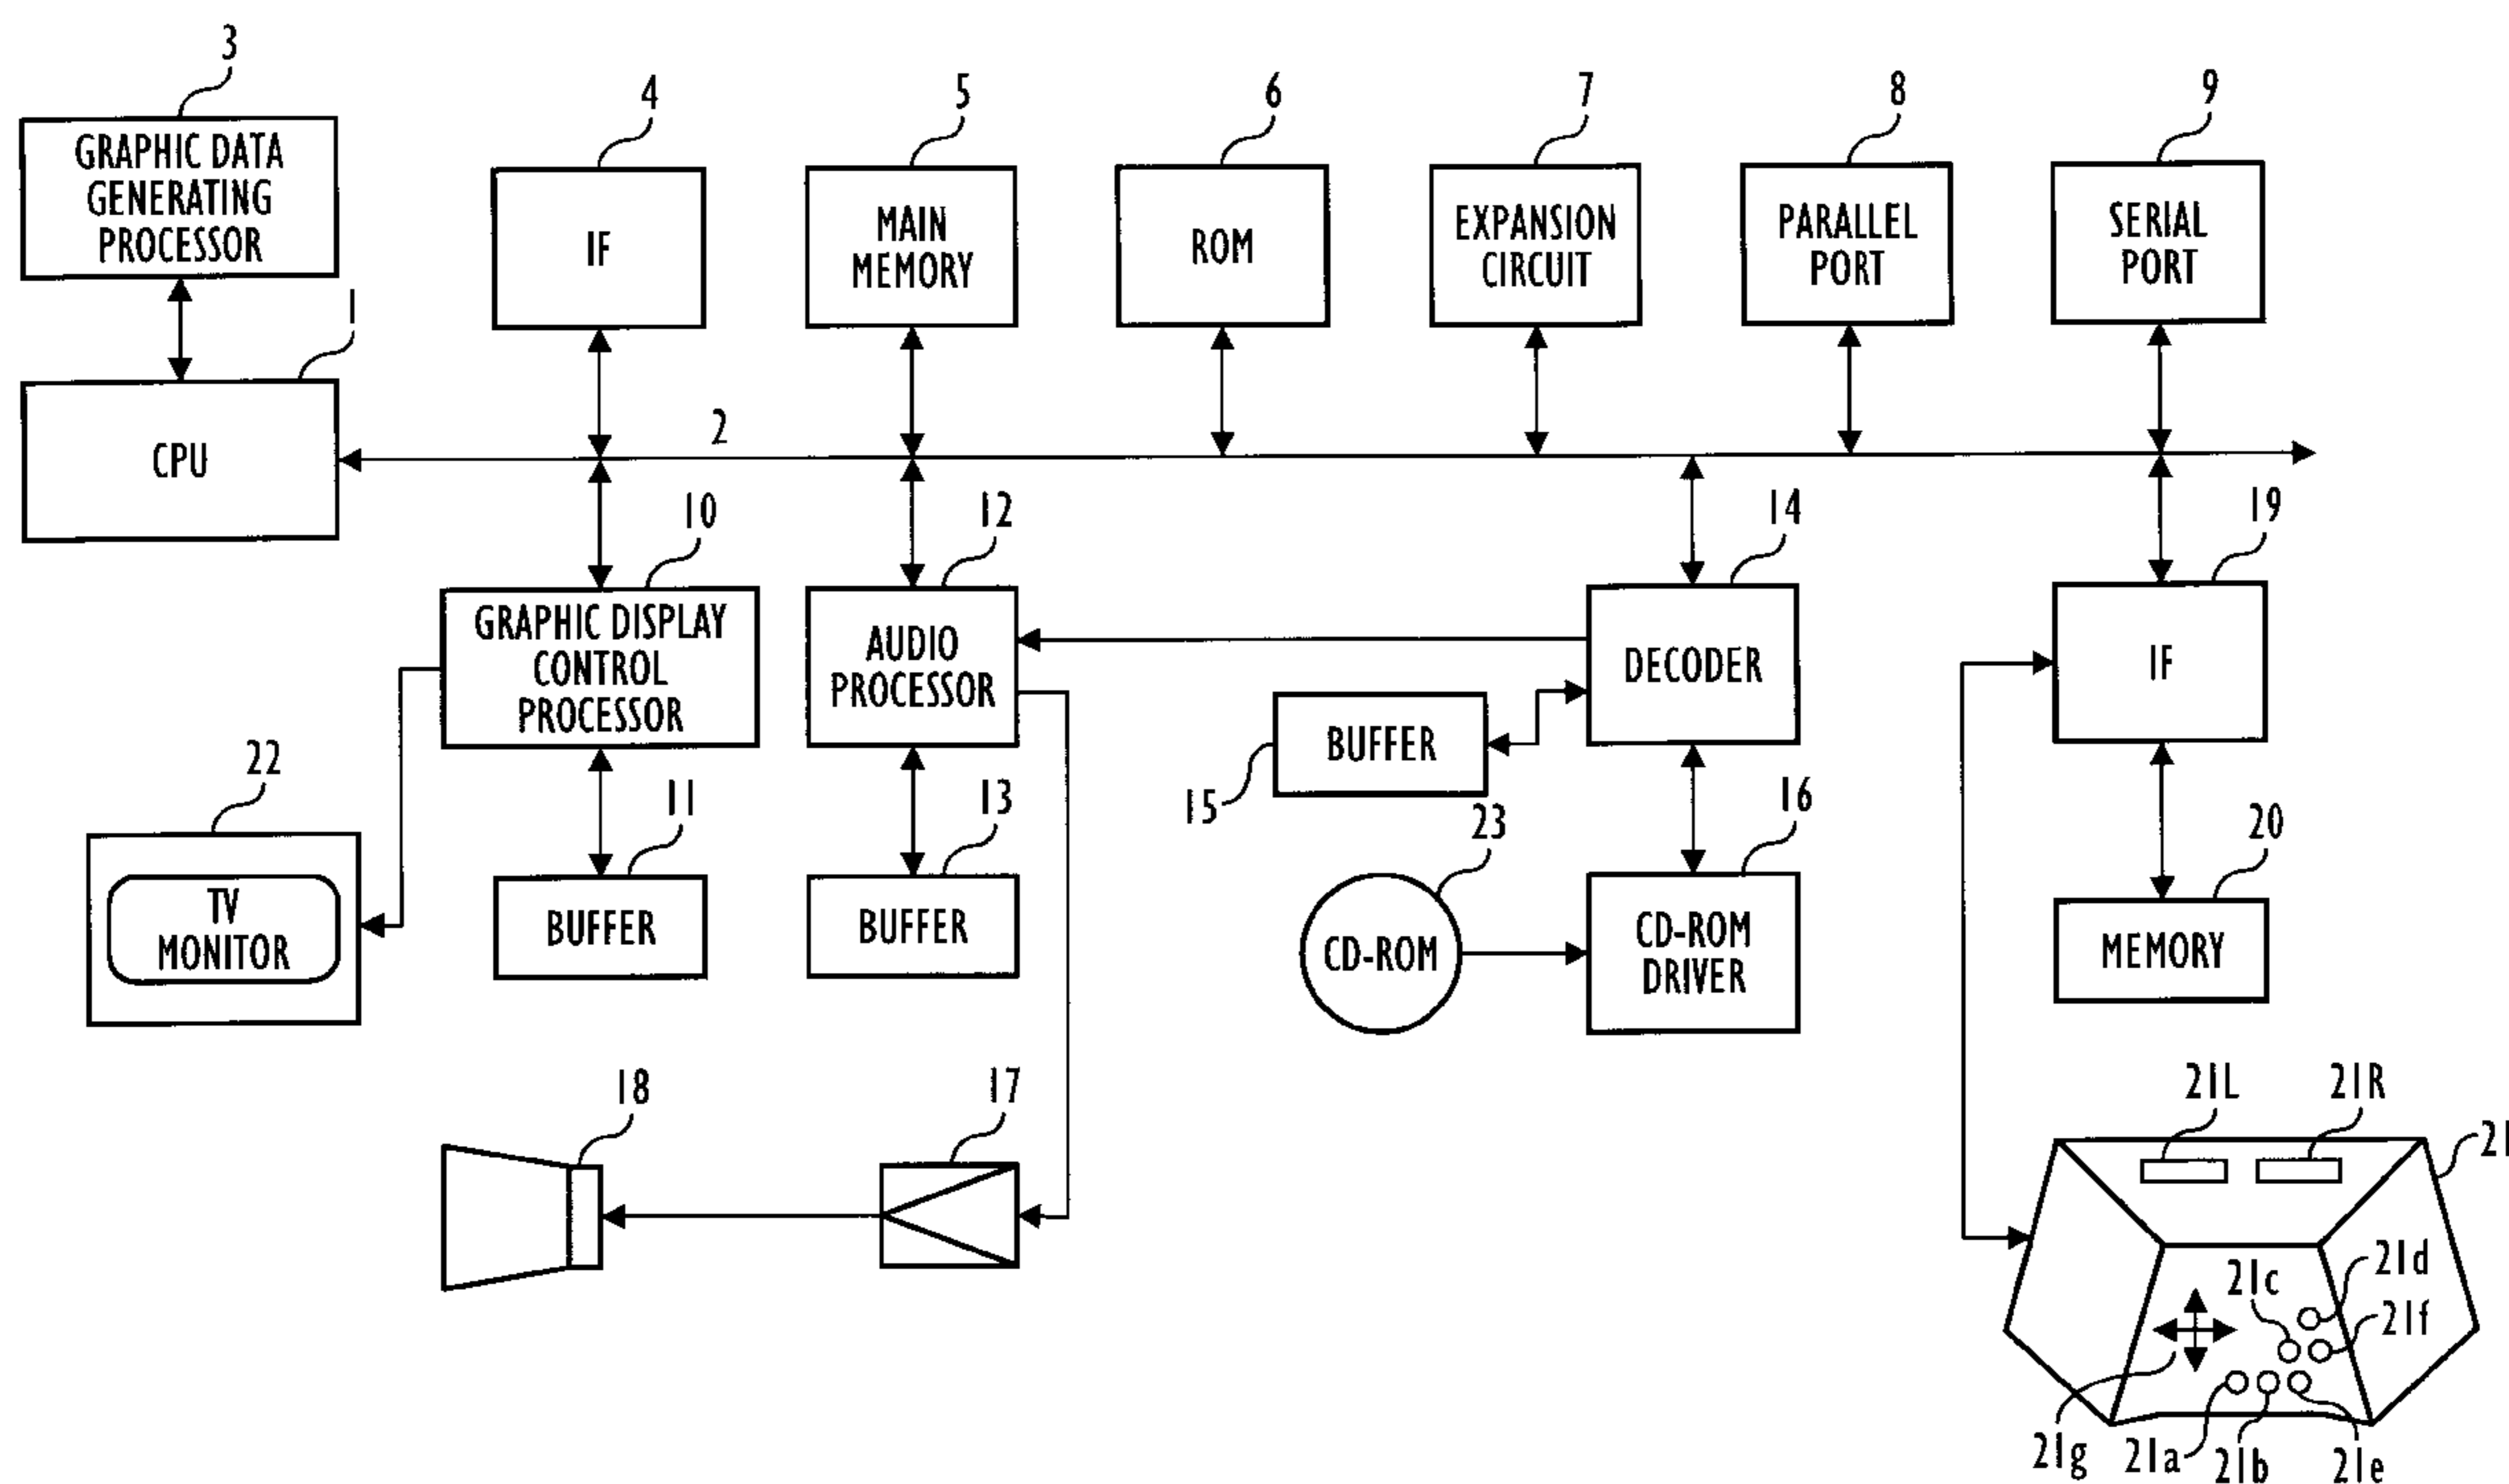 3
4
5
6
7
8
9
GRAPHIC DATA
GENERATING
PROCESSOR
IF
MAIN
MEMORY
ROM
EXPANSION
CIRCUIT
PARALLEL
PORT
SERIAL
PORT
1
CPU
2
10
12
14
19
GRAPHIC DISPLAY
CONTROL
PROCESSOR
AUDIO
PROCESSOR
DECODER
IF
BUFFER
15
22
11
13
23
16
20
TV
MONITOR
BUFFER
BUFFER
CD-ROM
CD-ROM
DRIVER
MEMORY
18
17
21L
21R
21
21c
21d
21f
21g
21a
21b
21e